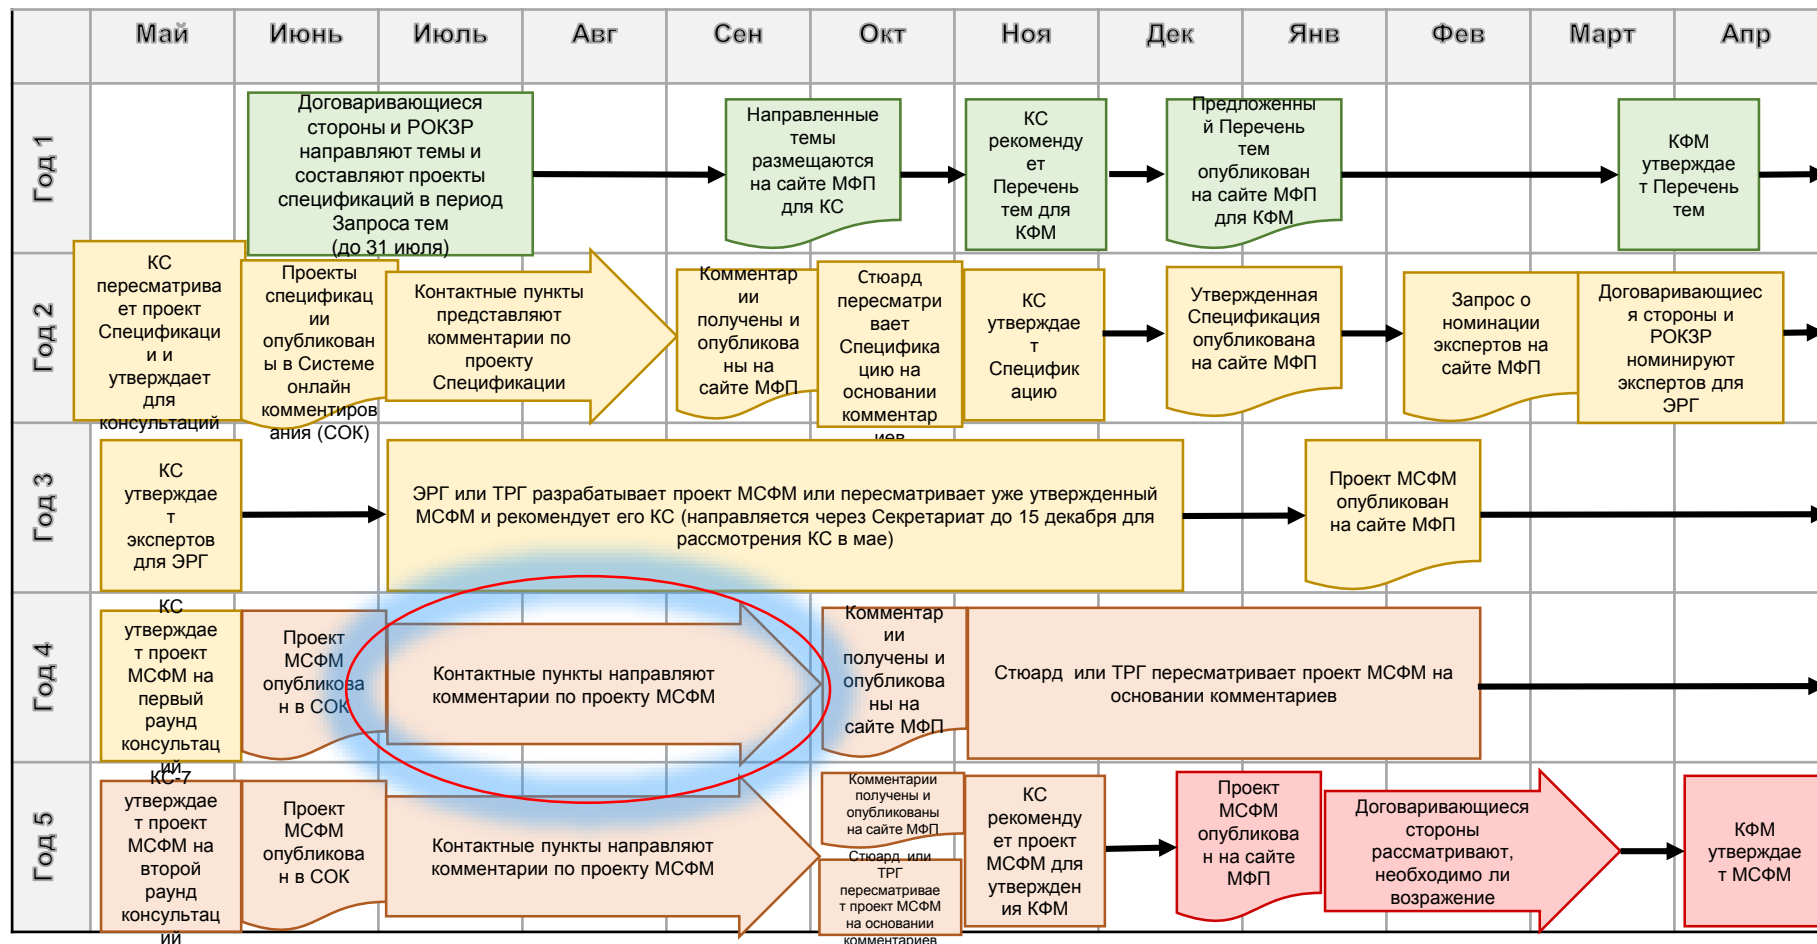 Май
Июнь
Июль
Авг
Сен
Окт
Ноя
Дек
Янв
Фев
Март
Апр
Год 1
Договаривающиеся
стороны и РОКЗР
направляют темы и
составляют проекты
спецификаций в период
Запроса тем
(до 31 июля)
Направленные
темы
размещаются
на сайте МФП
для КС
КС
рекоменду
ет
Перечень
тем для
КФМ
Предложенны
й Перечень
тем
опубликован
на сайте МФП
для КФМ
КФМ
утверждае
т Перечень
тем
Год 2
КС
пересматрива
ет проект
Спецификаци
и и
утверждает
для
консультаций
Проекты
спецификац
ии
опубликован
ы в Системе
онлайн
комментиров
ания (СОК)
Контактные пункты
представляют
комментарии по
проекту
Спецификации
Комментар
ии
получены и
опубликова
ны на
сайте МФП
Стюард
пересматри
вает
Специфика
цию на
основании
комментар
иев
КС
утверждае
т
Специфик
ацию
Утвержденная
Спецификация
опубликована
на сайте МФП
Запрос о
номинации
экспертов на
сайте МФП
Договаривающиес
я стороны и
РОКЗР
номинируют
экспертов для
ЭРГ
Год 3
КС
утверждае
т
экспертов
для ЭРГ
ЭРГ или ТРГ разрабатывает проект МСФМ или пересматривает уже утвержденный
МСФМ и рекомендует его КС (направляется через Секретариат до 15 декабря для
рассмотрения КС в мае)
Проект МСФМ
опубликован
на сайте МФП
Год 4
КС
утверждае
т проект
МСФМ на
первый
раунд
консультац
ий
Проект
МСФМ
опубликова
н в СОК
Контактные пункты направляют
комментарии по проекту МСФМ
Комментар
ии
получены и
опубликова
ны на
сайте МФП
Стюард или ТРГ пересматривает проект МСФМ на
основании комментариев
Год 5
КС-7
утверждае
т проект
МСФМ на
второй
раунд
консультац
ий
Проект
МСФМ
опубликова
н в СОК
Контактные пункты направляют
комментарии по проекту МСФМ
Комментарии
получены и
опубликованы
на сайте МФП
Стюард или
ТРГ
пересматривае
т проект МСФМ
на основании
комментариев
КС
рекоменду
ет проект
МСФМ для
утвержден
ия КФМ
Проект
МСФМ
опубликова
н на сайте
МФП
Договаривающиеся
стороны
рассматривают,
необходимо ли
возражение
КФМ
утверждае
т МСФМ